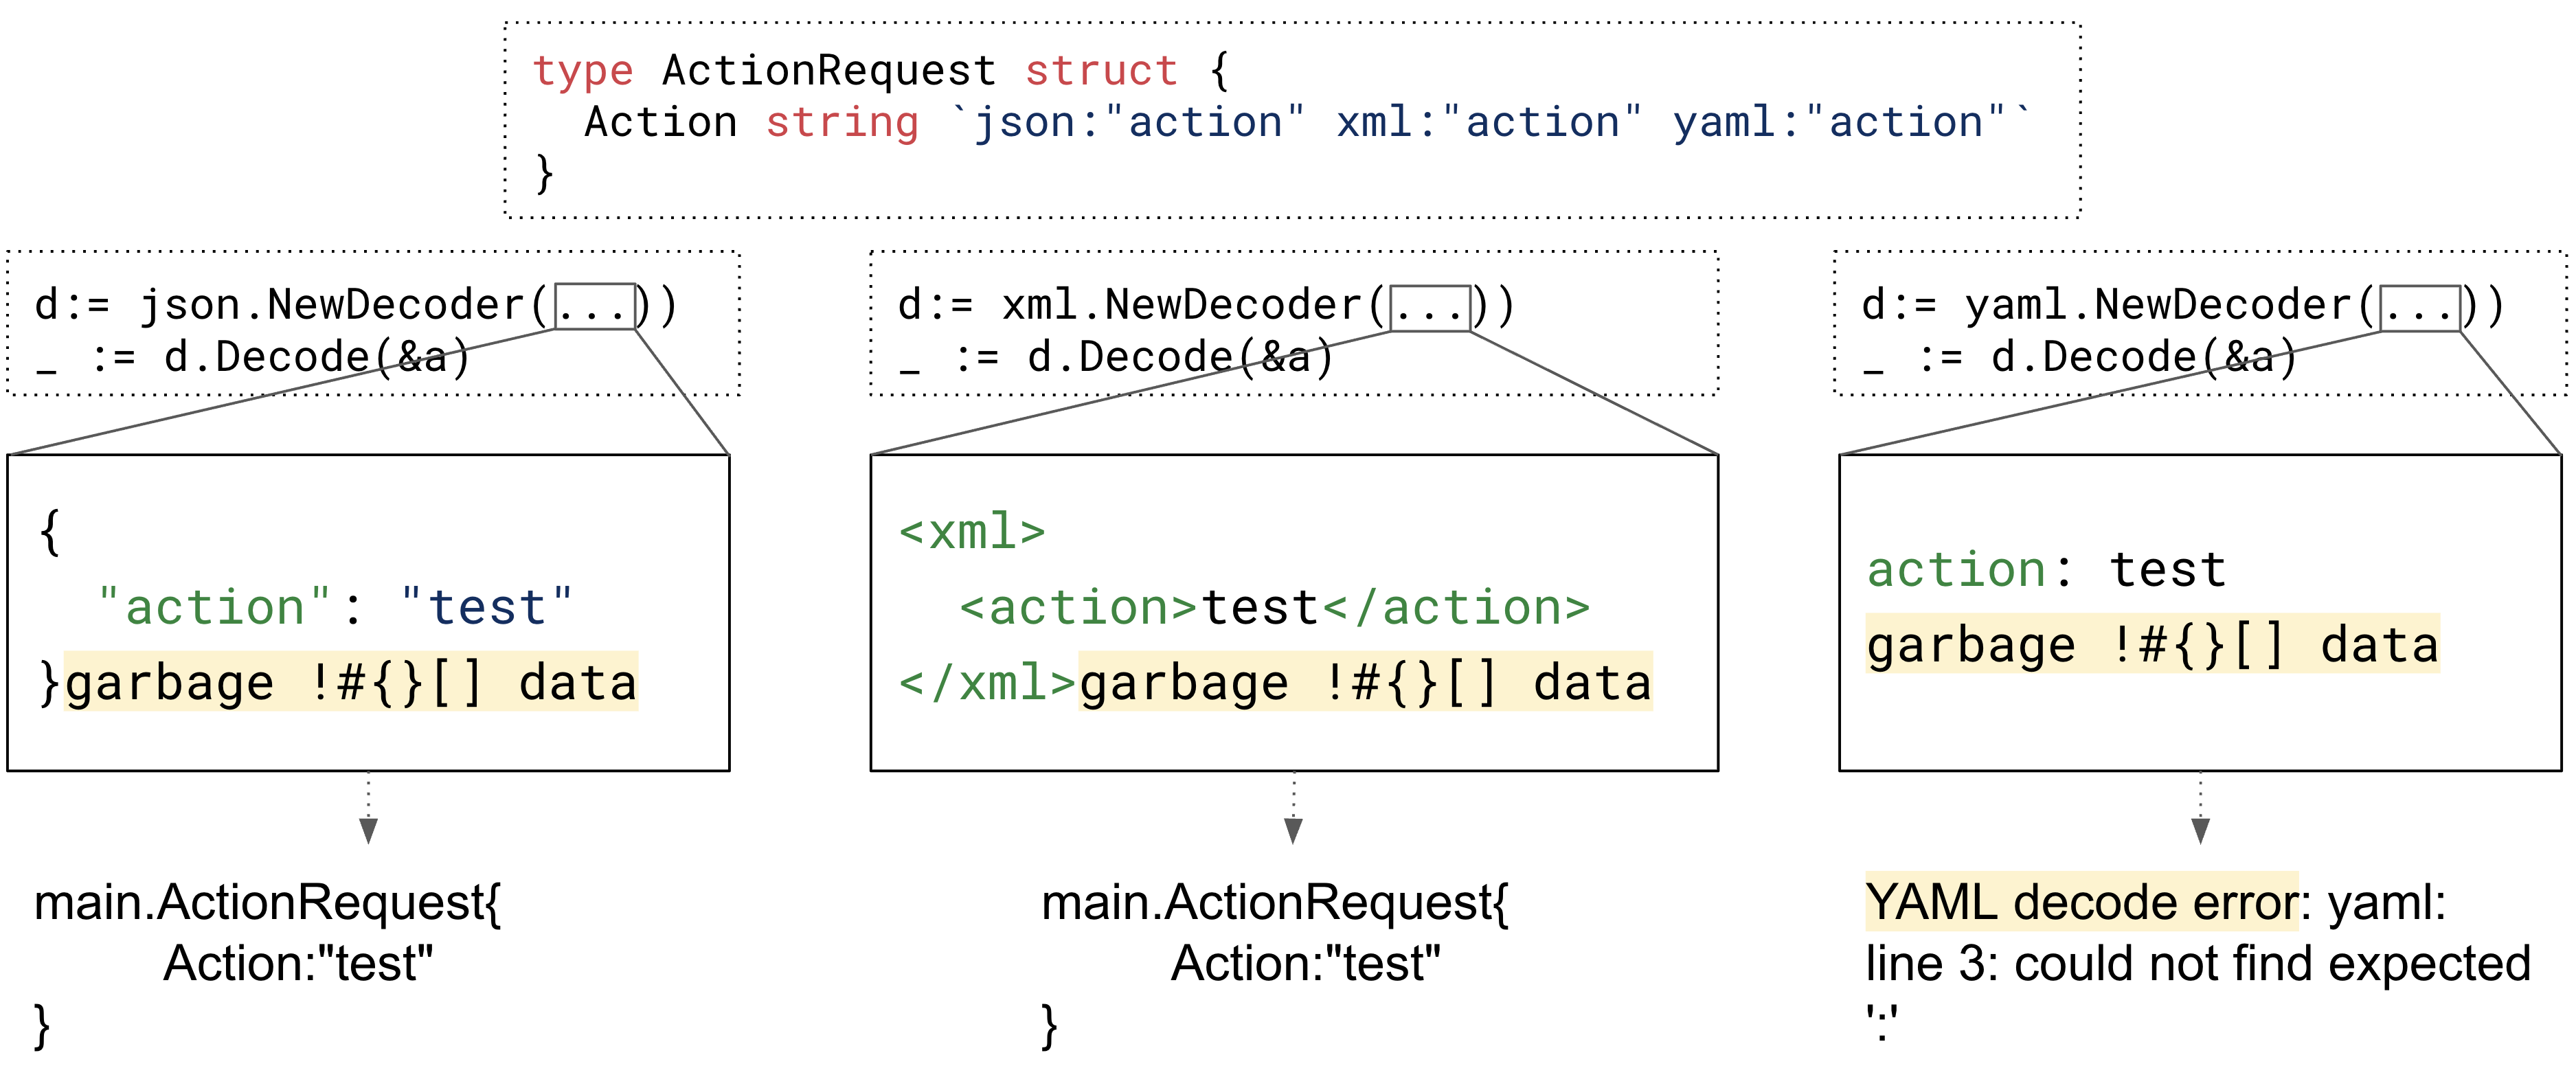 type ActionRequest struct {
  Action string `json:"action" xml:"action" yaml:"action"`
}
d:= json.NewDecoder(...))
_ := d.Decode(&a)
{
  "action": "test"
}garbage !#{}[] data
main.ActionRequest{
Action:"test"
}
d:= xml.NewDecoder(...))
_ := d.Decode(&a)
<xml>
  <action>test</action>
</xml>garbage !#{}[] data
main.ActionRequest{
Action:"test"
}
d:= yaml.NewDecoder(...))
_ := d.Decode(&a)
action: test
garbage !#{}[] data
YAML decode error: yaml:
line 3: could not find expected
':'